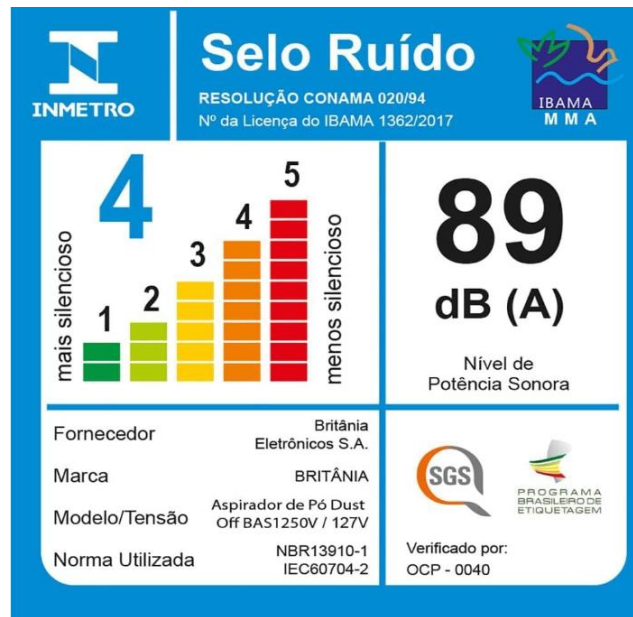 INMETRO
Selo Ruído
RESOLUÇÃO CONAMA 020/94
Nº da Licença do IBAMA 1362/2017
IBAMA
MMA
mais silencioso
4
1
2
3
4
5
menos silencioso
89
dB (A)
Nível de
Potência Sonora
Fornecedor
Britânia
Eletrônicos S.A.
Marca
BRITÂNIA
Modelo/Tensão
Aspirador de Pó Dust
Off BAS1250V / 127V
Norma Utilizada
NBR13910-1
IEC60704-2
SGS
PROGRAMA
BRASILEIRO DE
ETIQUETAGEM
Verificado por:
OCP - 0040